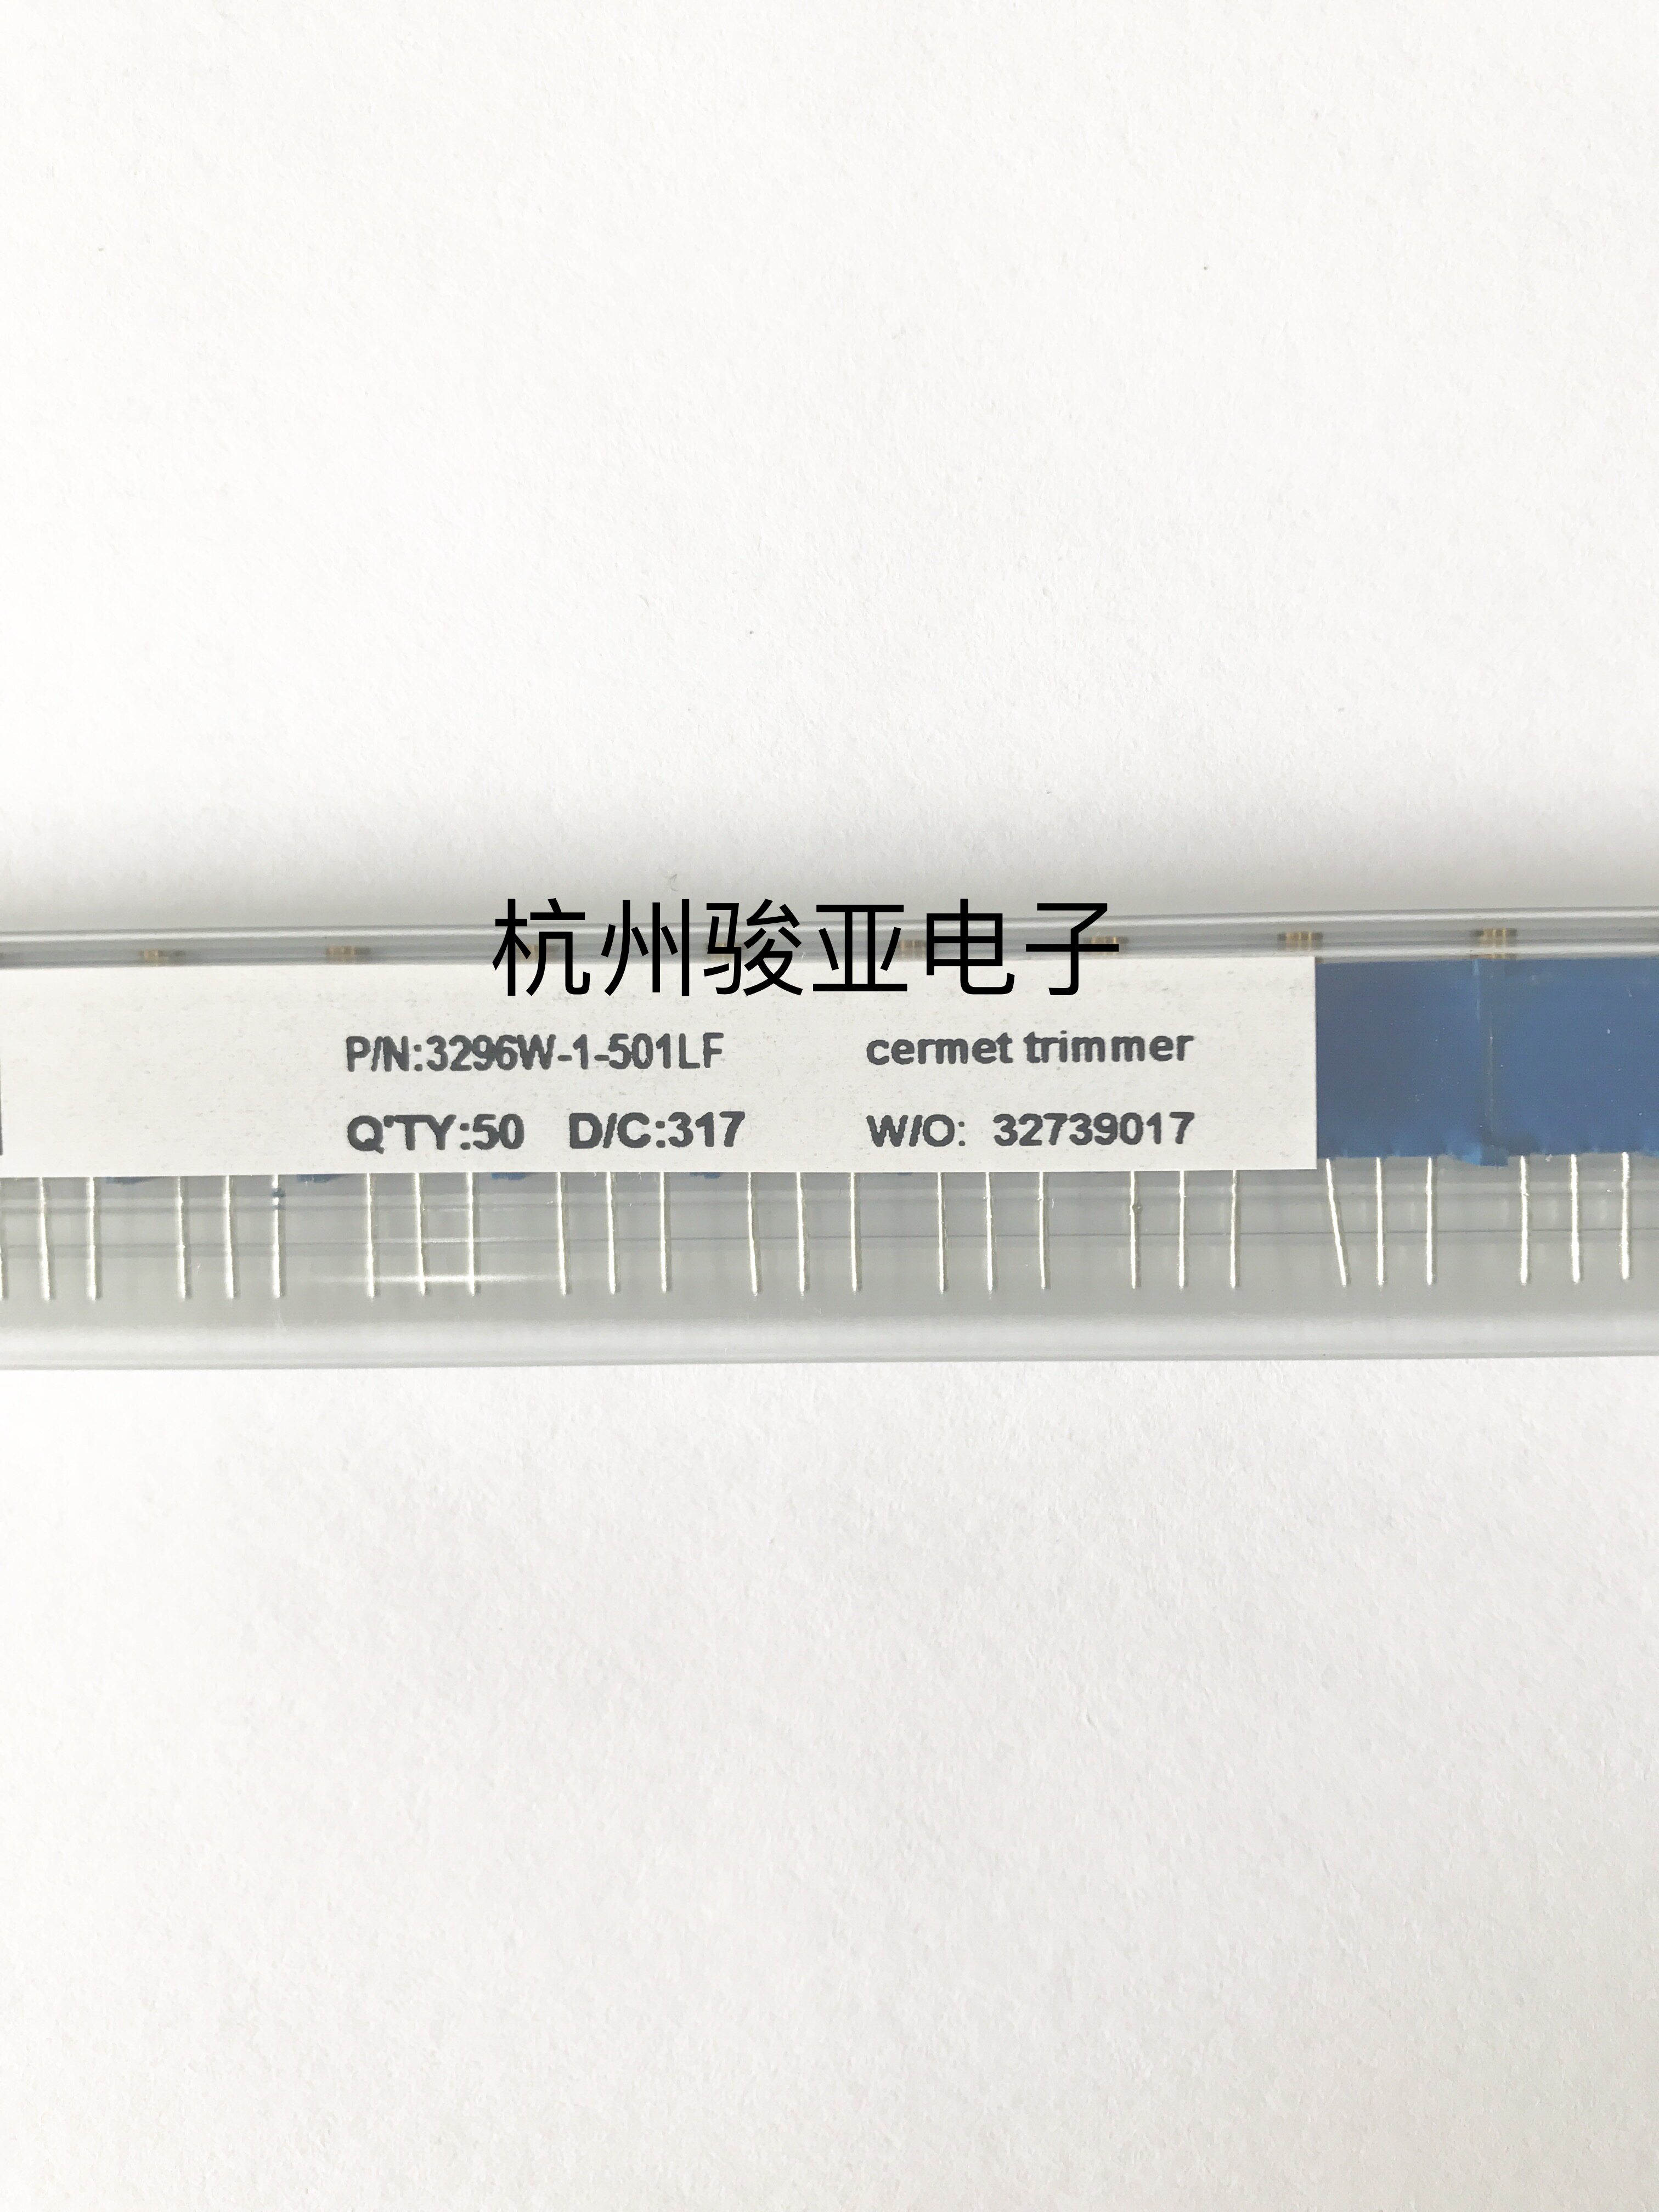 杭州骏亚电子
P/N:3296W-1-501LF cermet trimmer
Q'TY:50 D/C:317 W/O: 32739017